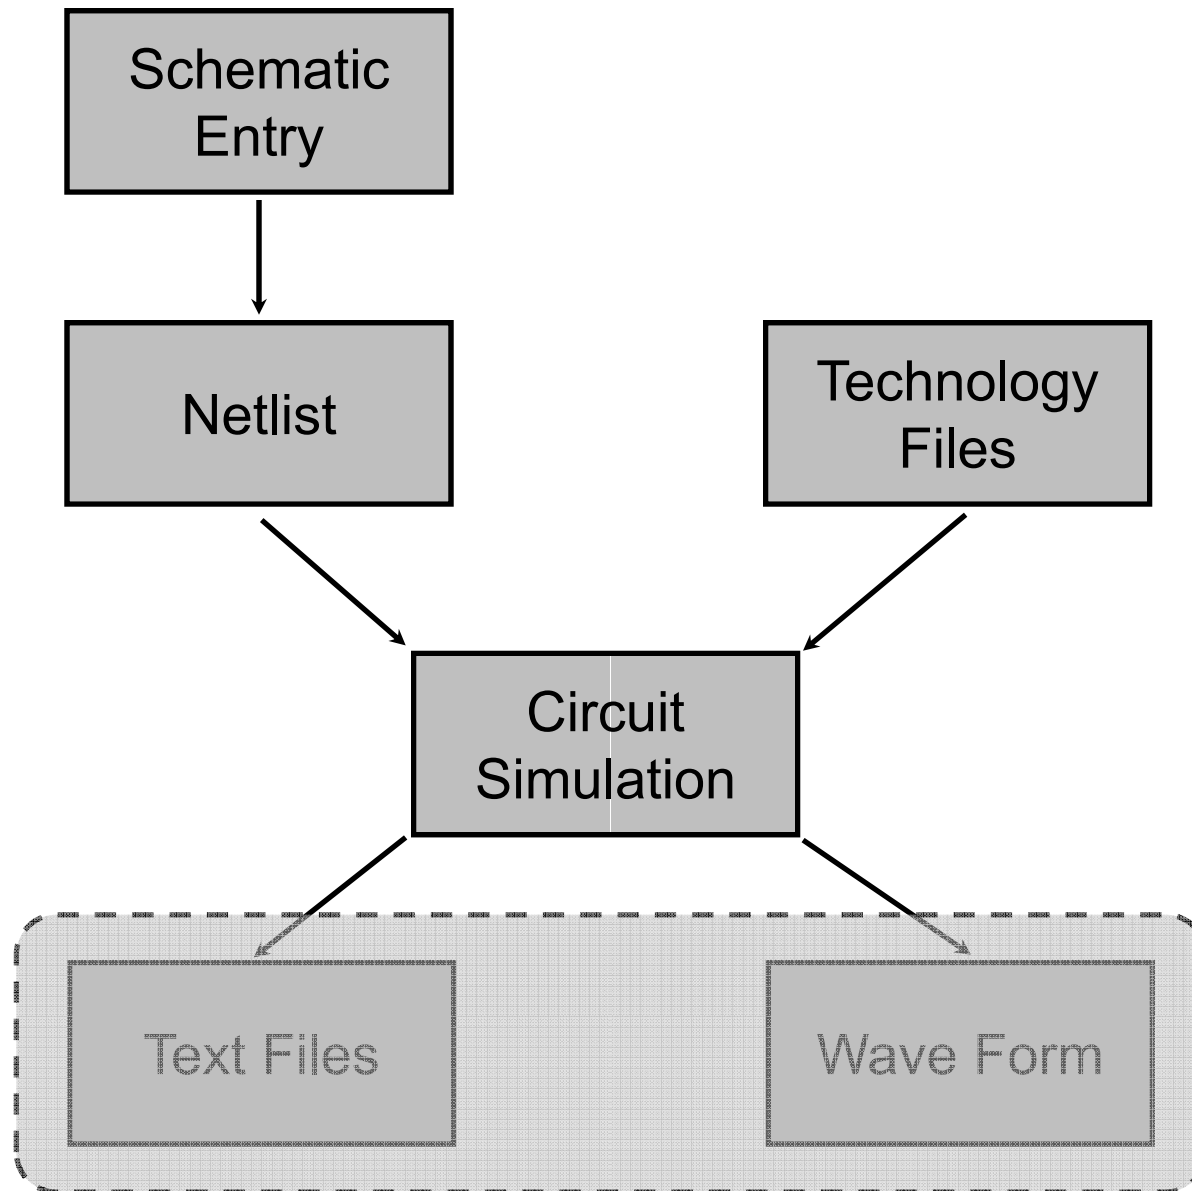 Schematic
Entry
Netlist
Technology
Files
Circuit
Simulation
Text Files
Wave Form